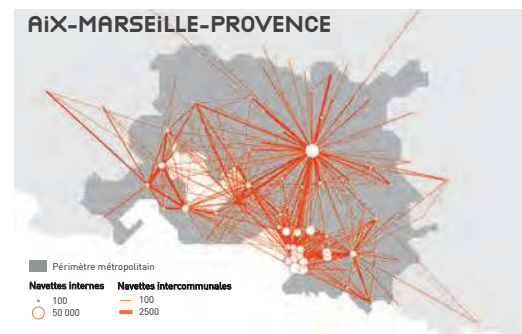 AiX-MARSEiLLE-PROVENCE
Périmètre métropolitain
Navettes internes
100
50 000
Navettes intercommunales
100
2500